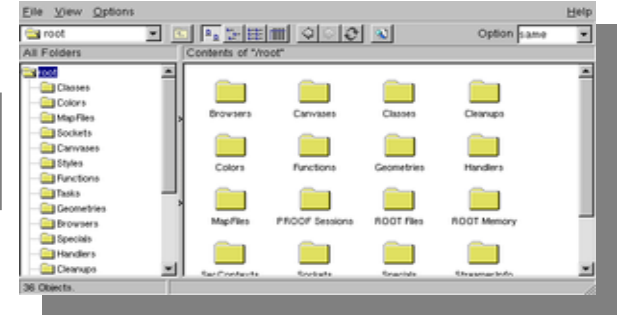 File View Options Help
root Option same
All Folders Contents of "/root"
root
Classes
Colors
MapFiles
Sockets
Canvases
Styles
Functions
Tasks
Geometries
Browsers
Specials
Handlers
Cleanups
Browsers Canvases Classes Cleanups
Colors Functions Geometries Handlers
MapFiles PROOF Sessions ROOT Files ROOT Memory
SecContexts Sockets Specials StreamerInfo
36 Objects.